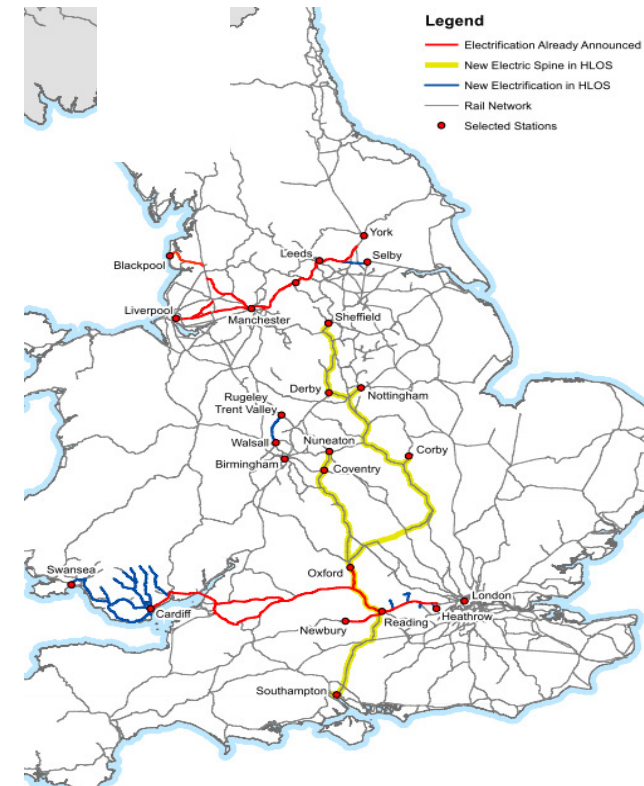 Legend
Electrification Already Announced
New Electric Spine in HLOS
New Electrification in HLOS
Rail Network
Selected Stations
York
Leeds
Selby
Blackpool
Liverpool
Manchester
Sheffield
Derby
Nottingham
Rugeley
Trent Valley
Nuneaton
Walsall
Corby
Birmingham
Coventry
Oxford
Swansea
London
Cardiff
Newbury
Reading
Heathrow
Southampton